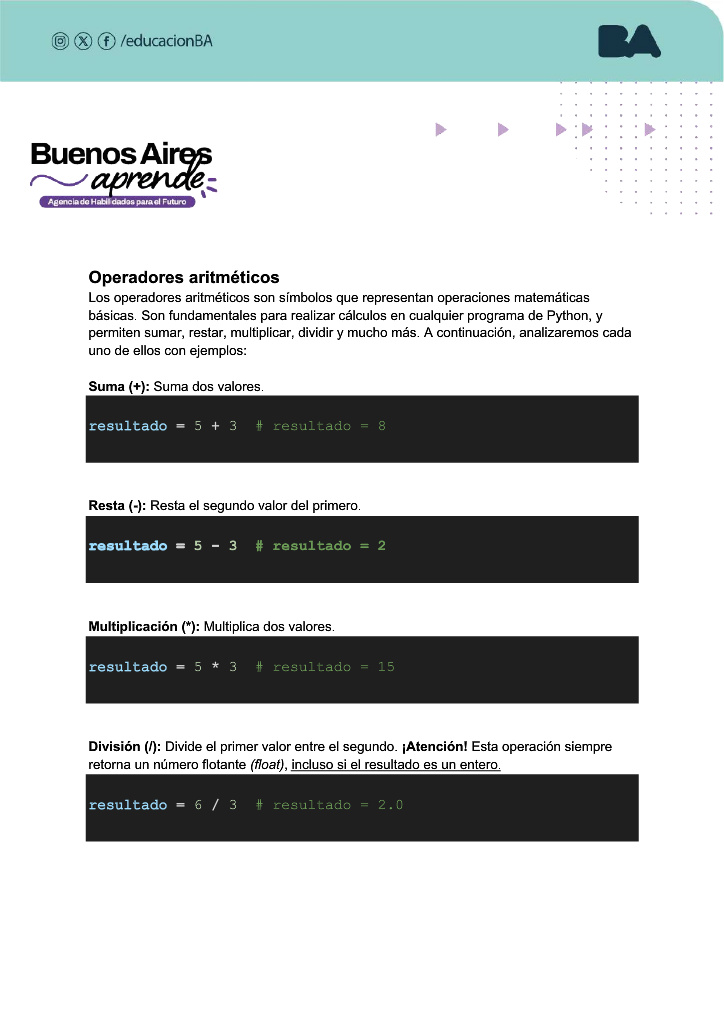 /educacionBA
BA
Buenos Aires
aprende
Agencia de Habilidades para el Futuro
Operadores aritméticos
Los operadores aritméticos son símbolos que representan operaciones matemáticas
básicas. Son fundamentales para realizar cálculos en cualquier programa de Python, y
permiten sumar, restar, multiplicar, dividir y mucho más. A continuación, analizaremos cada
uno de ellos con ejemplos:
Suma (+): Suma dos valores.
resultado = 5 + 3  # resultado = 8
Resta (-): Resta el segundo valor del primero.
resultado = 5 - 3  # resultado = 2
Multiplicación (*): Multiplica dos valores.
resultado = 5 * 3  # resultado = 15
División (/): Divide el primer valor entre el segundo. ¡Atención! Esta operación siempre
retorna un número flotante (float), incluso si el resultado es un entero.
resultado = 6 / 3  # resultado = 2.0